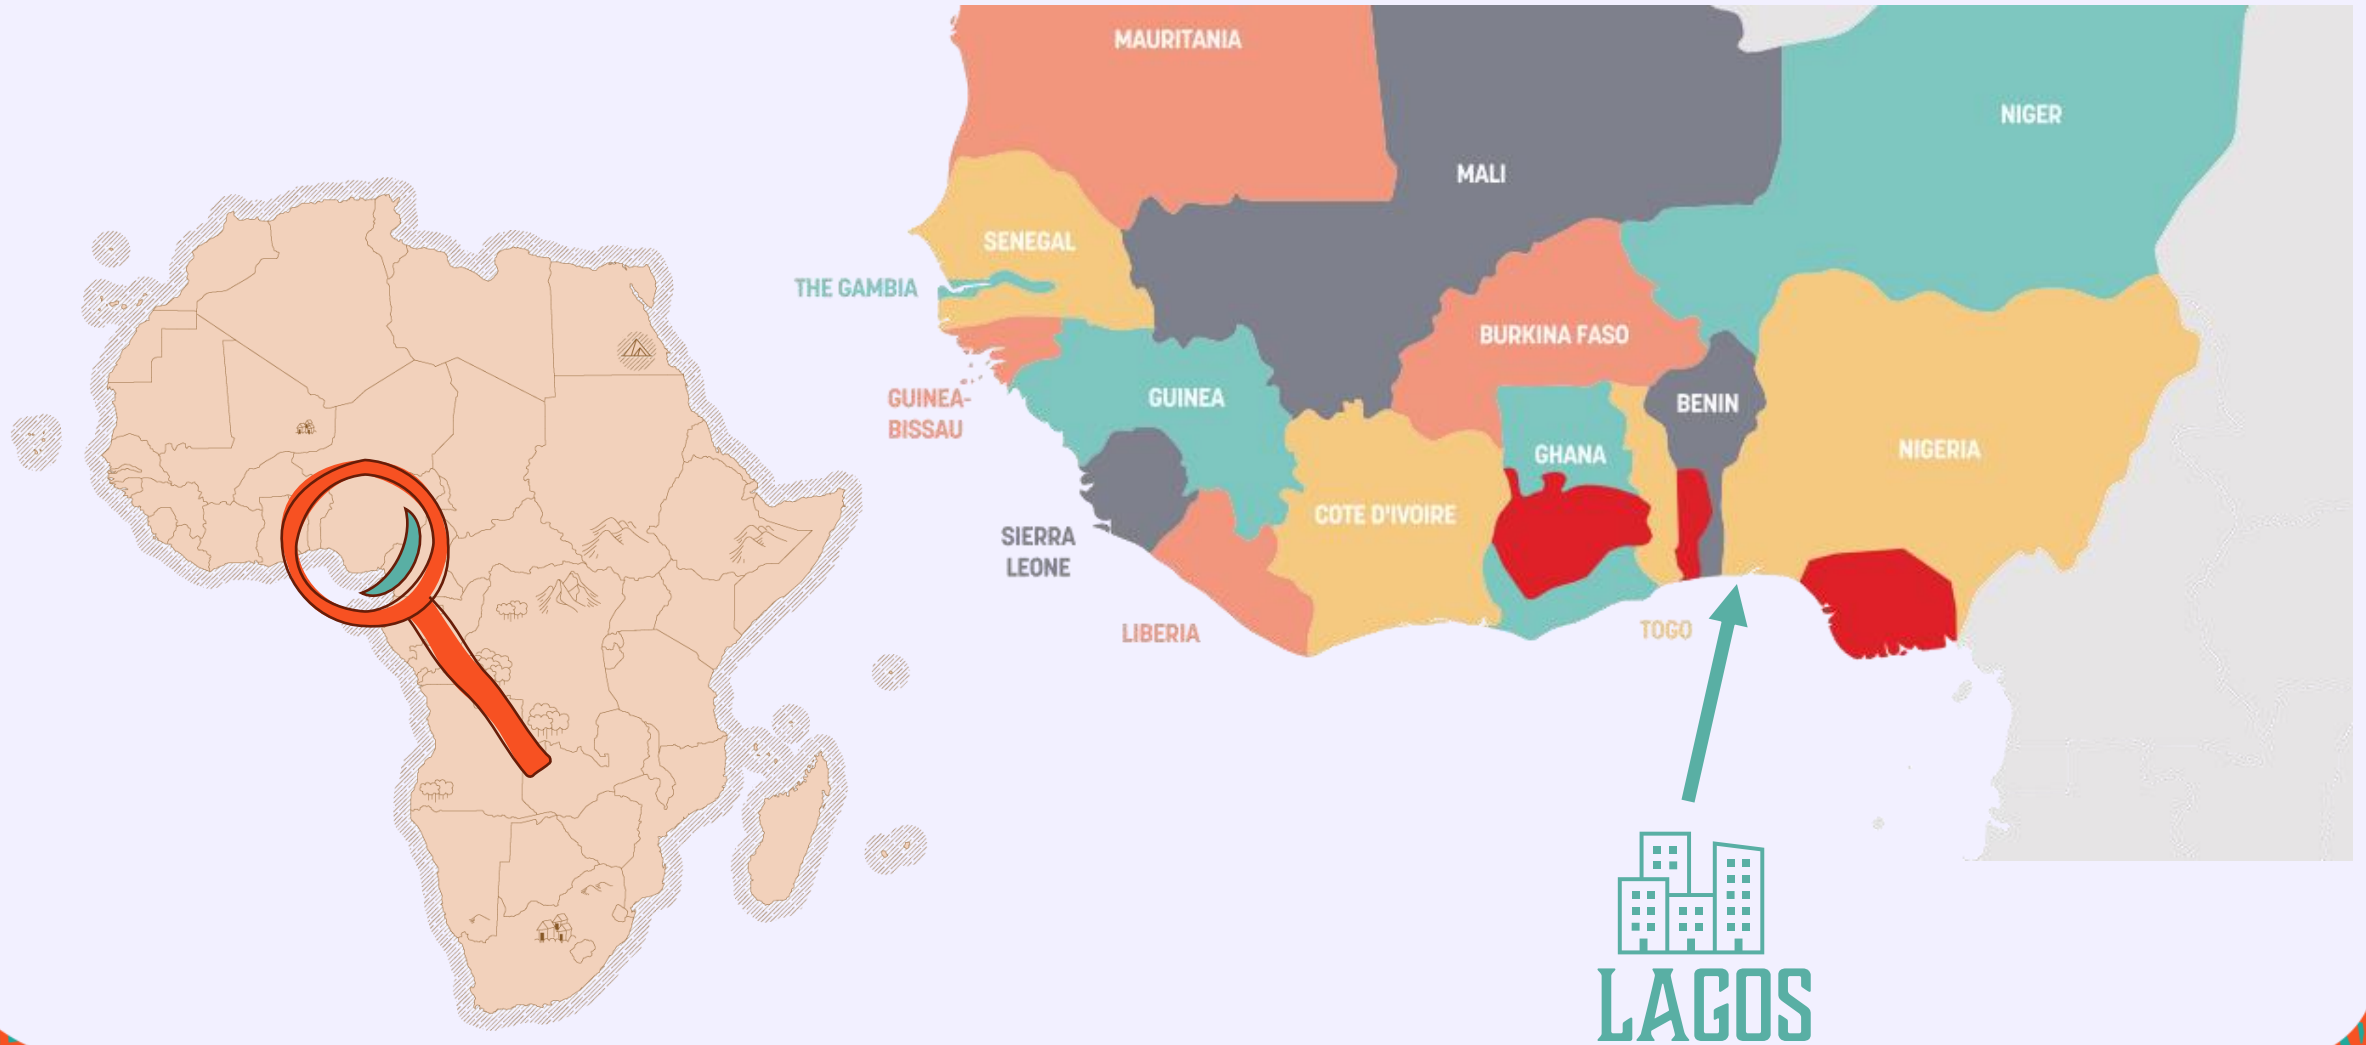 MAURITANIA
NIGER
MALI
SENEGAL
THE GAMBIA
BURKINA FASO
GUINEA-
BISSAU
GUINEA
BENIN
GHANA
NIGERIA
COTE D'IVOIRE
SIERRA
LEONE
LIBERIA
TOGO
LAGOS